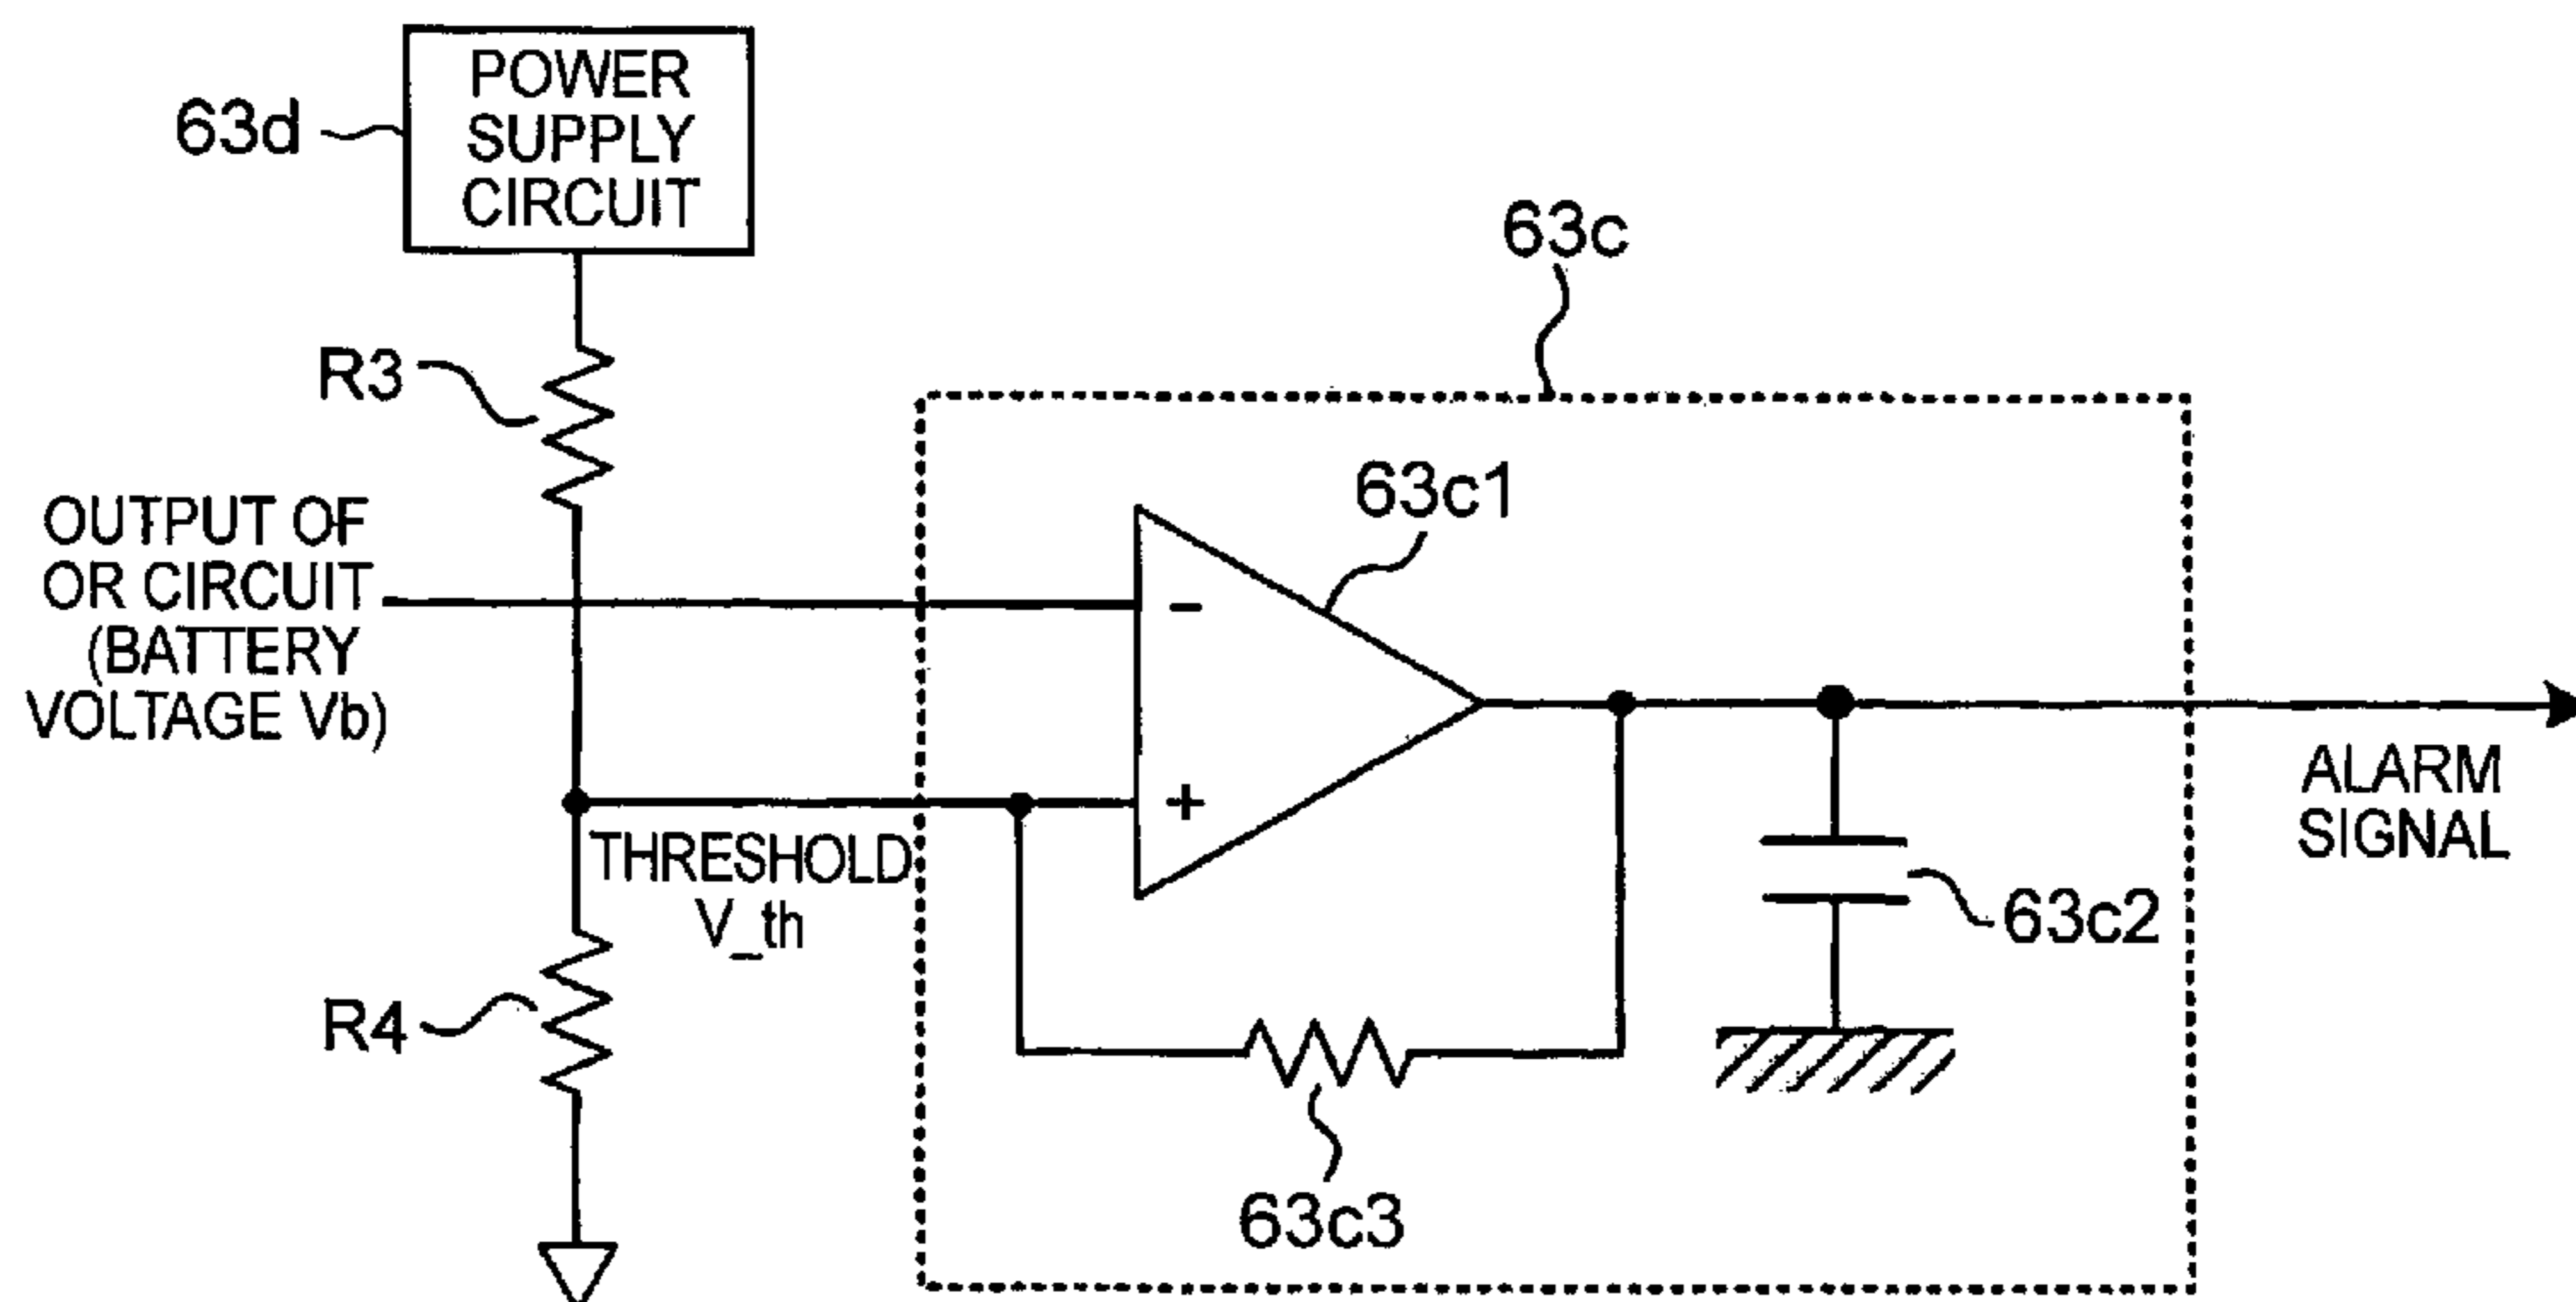 POWER
SUPPLY
CIRCUIT
63d
63c
R3
63c1
OUTPUT OF
OR CIRCUIT
(BATTERY
VOLTAGE Vb)
−
+
THRESHOLD
V_th
ALARM
SIGNAL
63c2
R4
63c3